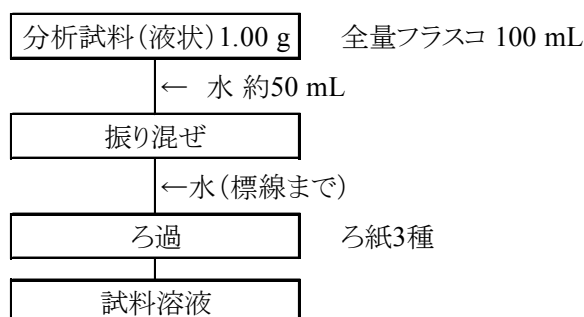 分析試料(液状)1.00 g 全量フラスコ 100 mL
← 水 約50 mL
振り混ぜ
←水(標線まで)
ろ過 ろ紙3種
試料溶液